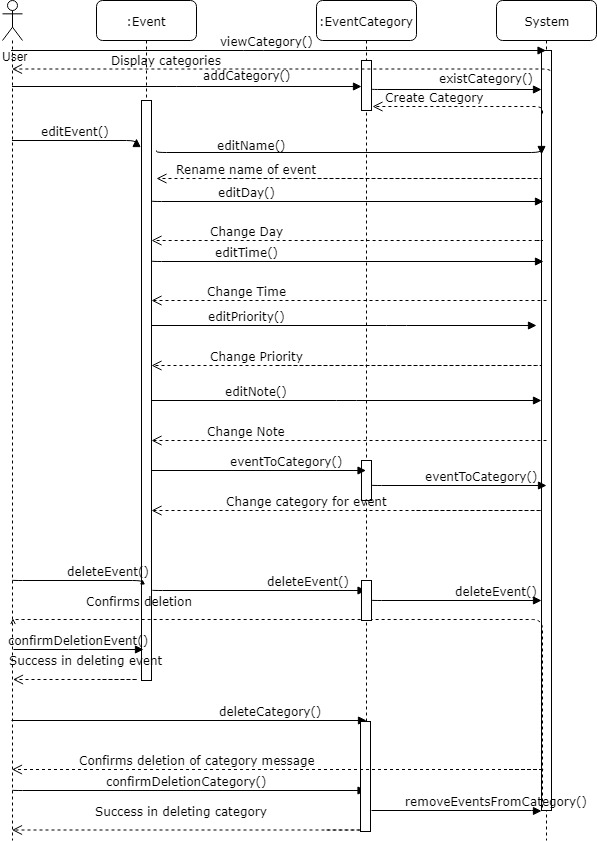 :Event
:EventCategory
System
User
viewCategory()
Display categories
addCategory()
existCategory()
Create Category
editEvent()
editName()
Rename name of event
editDay()
Change Day
editTime()
Change Time
editPriority()
Change Priority
editNote()
Change Note
eventToCategory()
eventToCategory()
Change category for event
deleteEvent()
deleteEvent()
deleteEvent()
Confirms deletion
confirmDeletionEvent()
Success in deleting event
deleteCategory()
Confirms deletion of category message
confirmDeletionCategory()
removeEventsFromCategory()
Success in deleting category